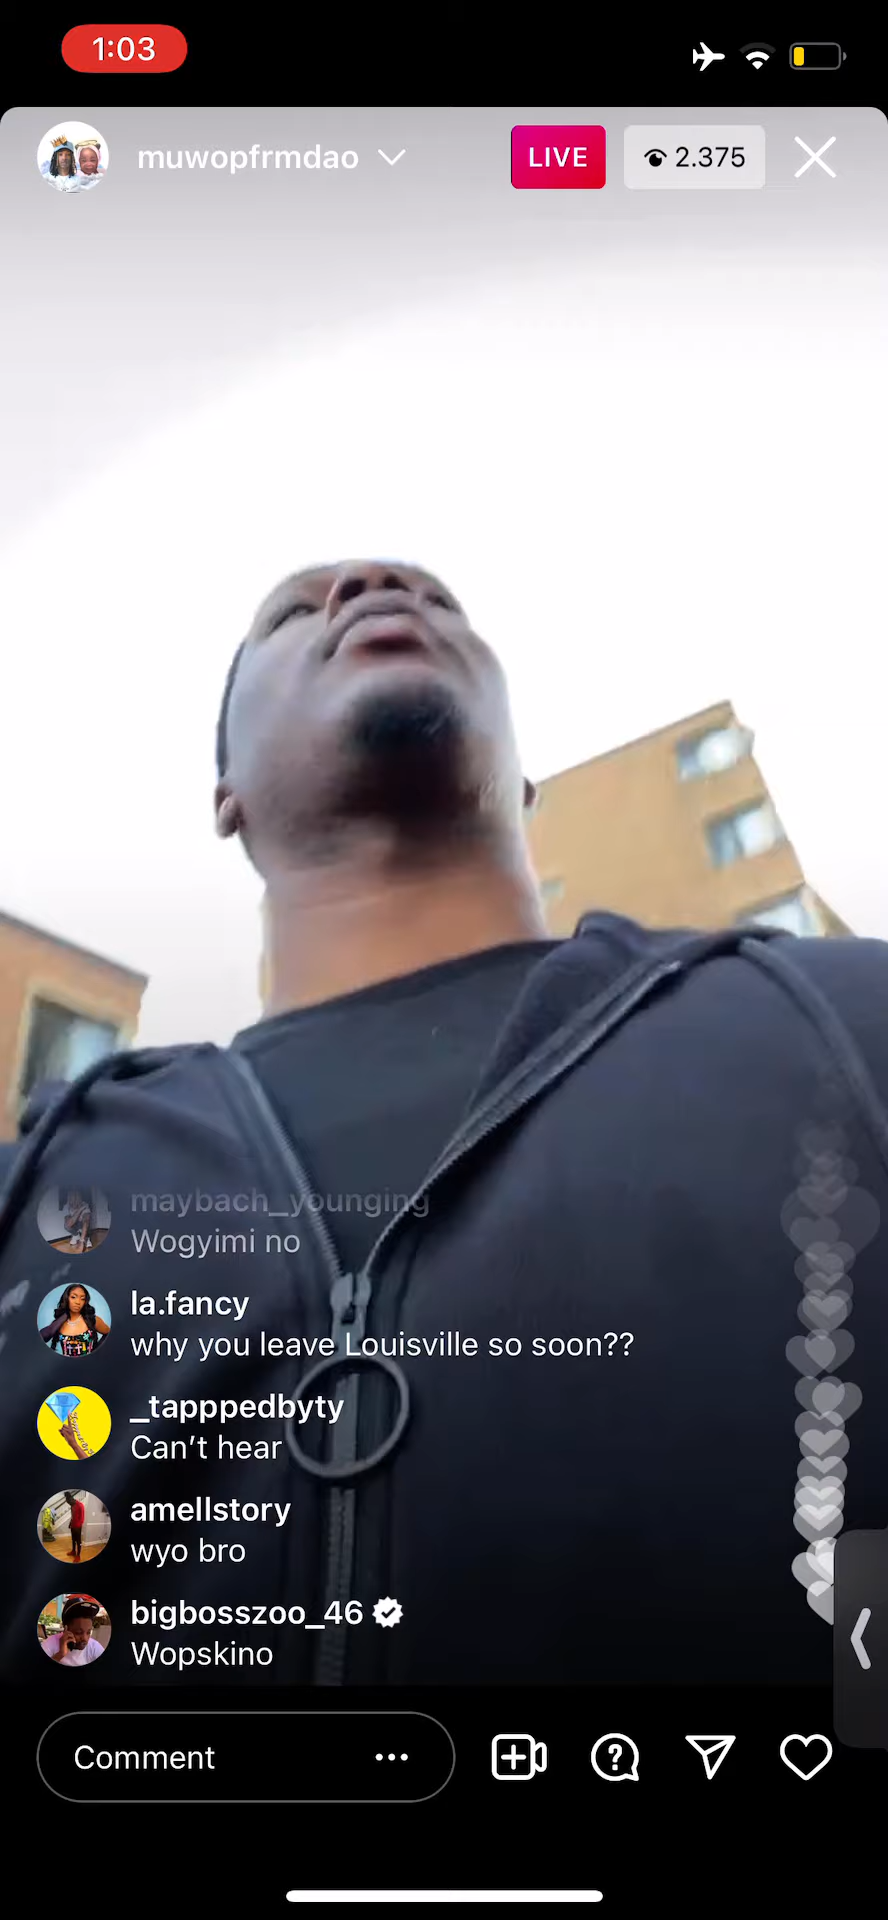 1:03
muwopfrmdao
LIVE
2.375
maybach_younging
Wogyimi no
la.fancy
why you leave Louisville so soon??
_tapppedbyty
Can't hear
amellstory
wyo bro
bigbosszoo_46
Wopskino
Comment